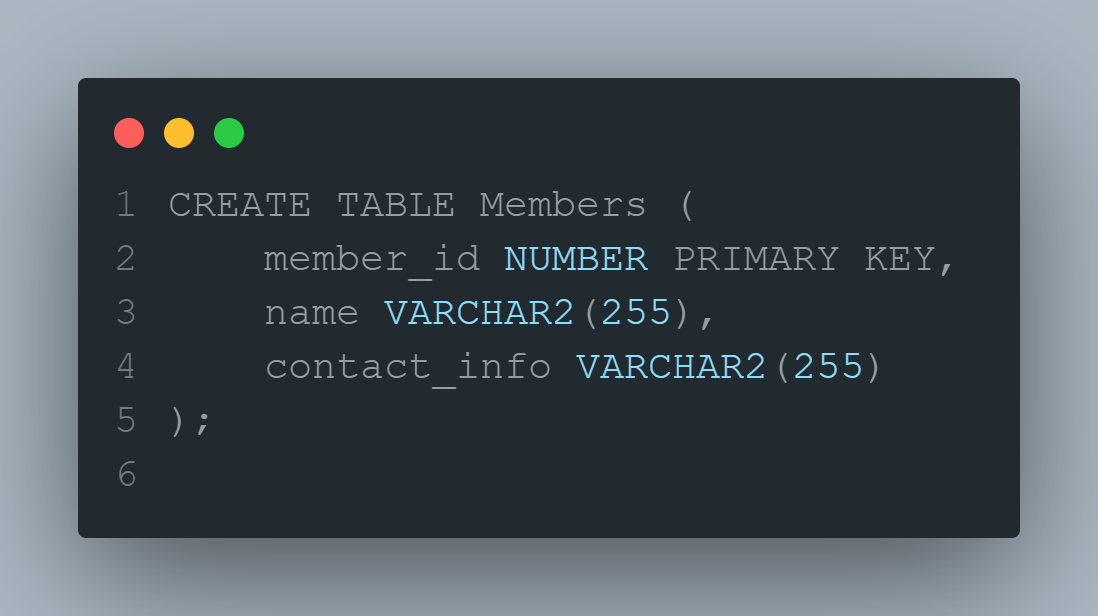 1 CREATE TABLE Members (
2     member_id NUMBER PRIMARY KEY,
3     name VARCHAR2(255),
4     contact_info VARCHAR2(255)
5 );
6